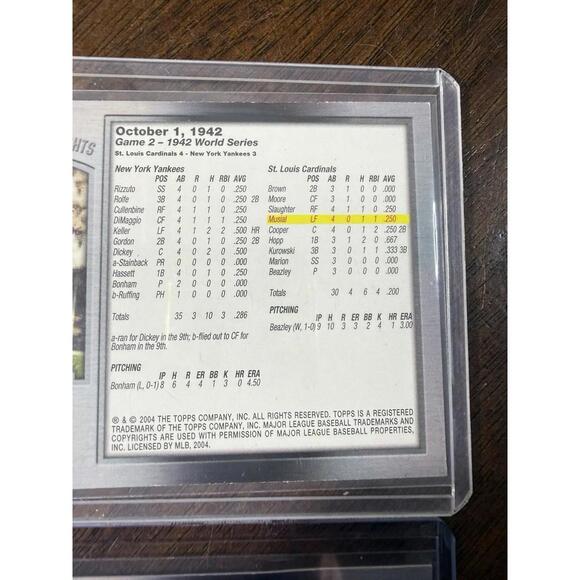 GHTS
October 1, 1942
Game 2 – 1942 World Series
St. Louis Cardinals 4 - New York Yankees 3
New York Yankees
POS AB R H RBI AVG
Rizzuto SS 4 0 1 0 .250
Rolfe 3B 4 0 1 0 .250 2B
Cullenbine RF 4 1 1 0 .250
DiMaggio CF 4 1 1 1 .250
Keller LF 4 1 2 2 .500 HR
Gordon 2B 4 0 1 0 .250 2B
Dickey C 4 0 2 0 .500
a-Stainback PR 0 0 0 0 .000
Hassett 1B 4 0 1 0 .250
Bonham P 2 0 0 0 .000
b-Ruffing PH 1 0 0 0 .000
Totals 35 3 10 3 .286
a-ran for Dickey in the 9th; b-flied out to CF for
Bonham in the 9th.
PITCHING
IP H R ER BB K HR ERA
Bonham (L, 0-1) 8 6 4 4 1 3 0 4.50
St. Louis Cardinals
POS AB R H RBI AVG
Brown 2B 3 1 0 0 .000
Moore CF 3 1 0 0 .000
Slaughter RF 4 1 1 0 .250
Musial LF 4 0 1 1 .250
Cooper C 4 0 1 2 .250 2B
Hopp 1B 3 1 2 0 .667
Kurowski 3B 3 0 1 1 .333 3B
Marion SS 3 0 0 0 .000
Beazley P 3 0 0 0 .000
Totals 30 4 6 4 .200
PITCHING
IP H R ER BB K HR ERA
Beazley (W, 1-0) 9 10 3 3 2 4 1 3.00
® & © 2004 THE TOPPS COMPANY, INC. ALL RIGHTS RESERVED. TOPPS IS A REGISTERED
TRADEMARK OF THE TOPPS COMPANY, INC. MAJOR LEAGUE BASEBALL TRADEMARKS AND
COPYRIGHTS ARE USED WITH PERMISSION OF MAJOR LEAGUE BASEBALL PROPERTIES,
INC. LICENSED BY MLB, 2004.